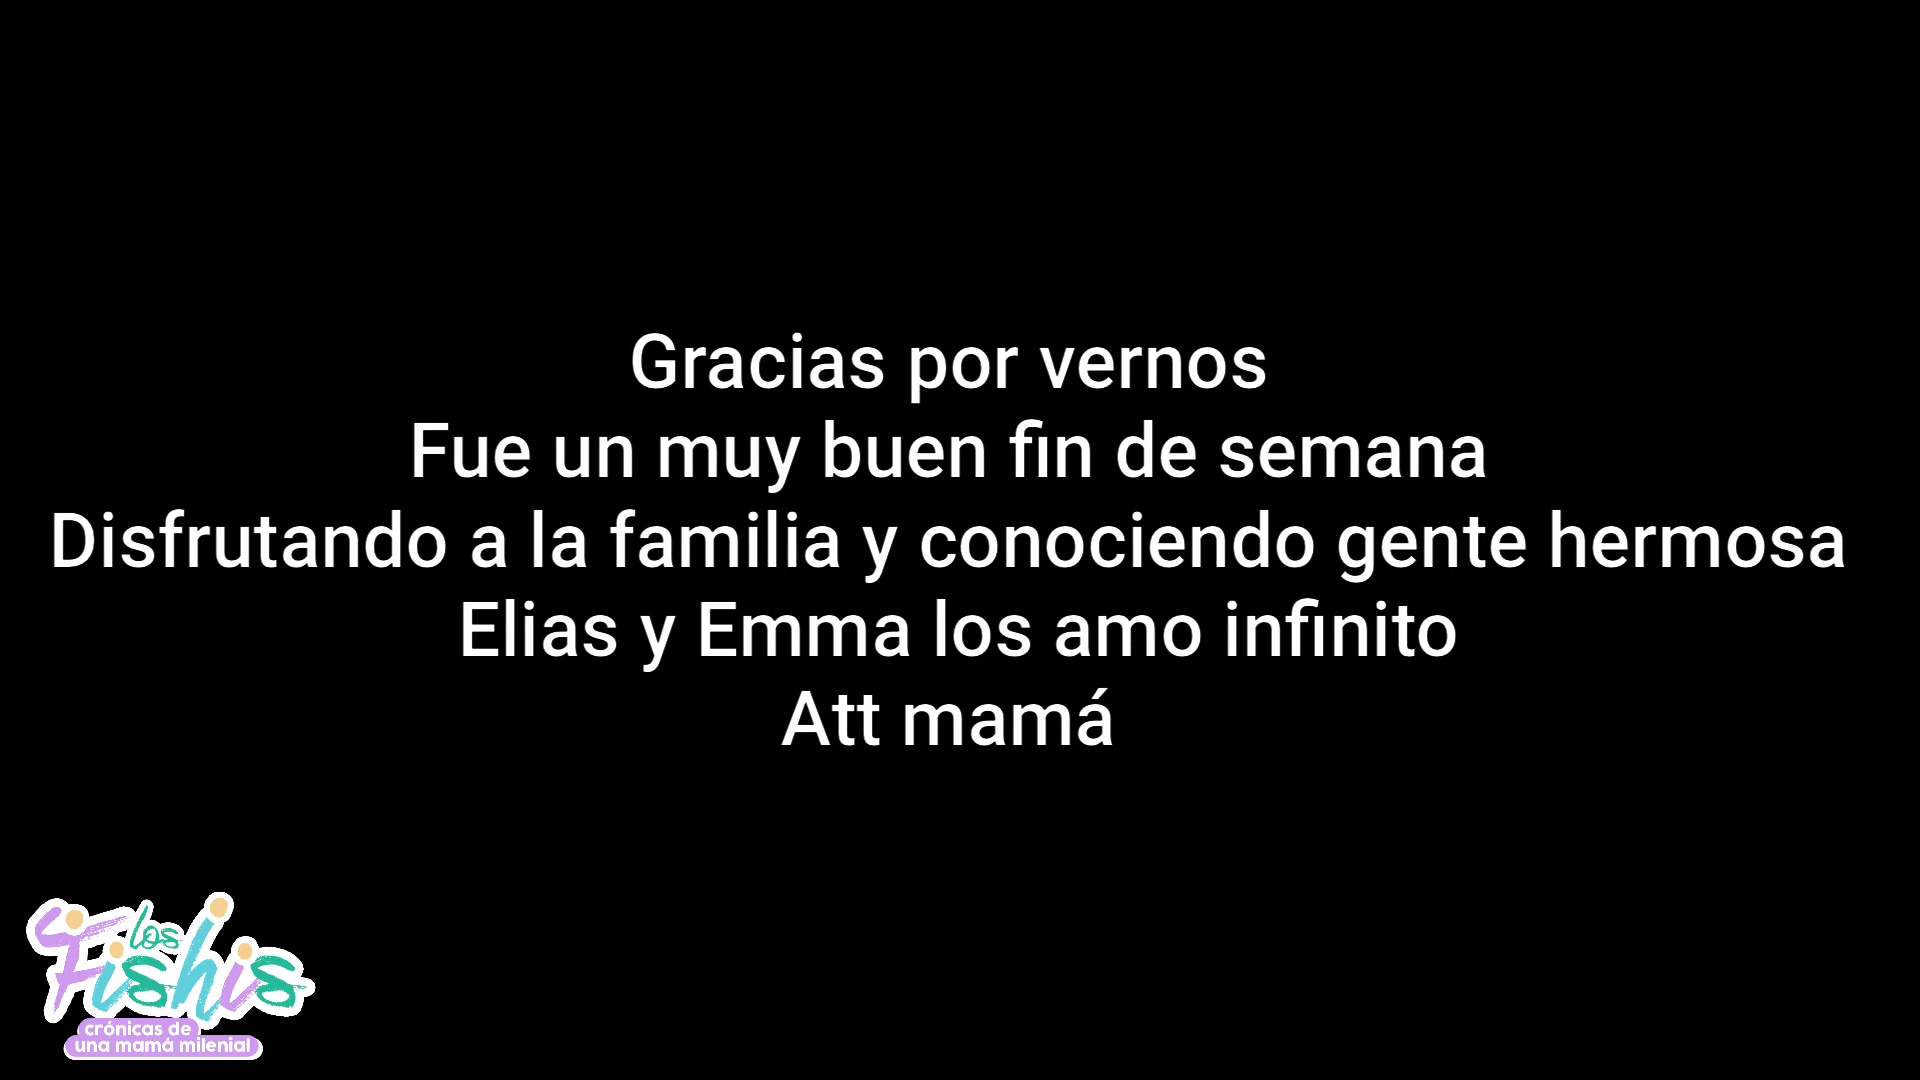 Gracias por vernos
Fue un muy buen fin de semana
Disfrutando a la familia y conociendo gente hermosa
Elias y Emma los amo infinito
Att mamá
los
Fishis
crónicas de
una mamá milenial